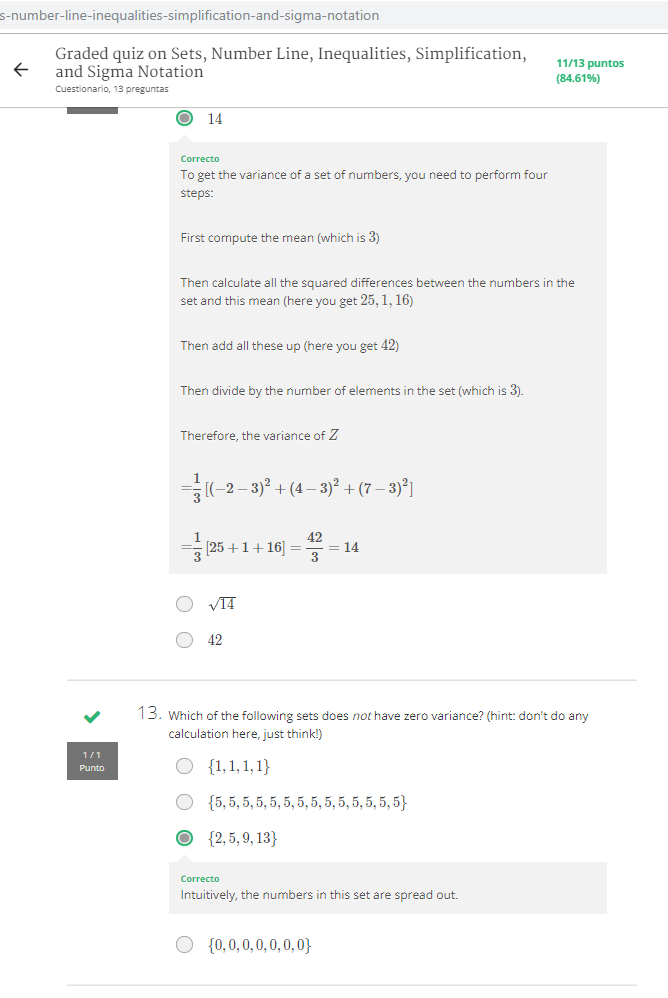 s-number-line-inequalities-simplification-and-sigma-notation
Graded quiz on Sets, Number Line, Inequalities, Simplification,
and Sigma Notation
11/13 puntos
(84.61%)
Cuestionario, 13 preguntas
14
Correcto
To get the variance of a set of numbers, you need to perform four
steps:
First compute the mean (which is 3)
Then calculate all the squared differences between the numbers in the
set and this mean (here you get 25, 1, 16)
Then add all these up (here you get 42)
Then divide by the number of elements in the set (which is 3).
Therefore, the variance of Z
=1/3 [(−2 − 3)² + (4 − 3)² + (7 − 3)²]
=1/3 [25 + 1 + 16] = 42/3 = 14
√14
42
13. Which of the following sets does not have zero variance? (hint: don't do any
calculation here, just think!)
1 / 1
Punto
{1, 1, 1, 1}
{5, 5, 5, 5, 5, 5, 5, 5, 5, 5, 5, 5, 5, 5}
{2, 5, 9, 13}
Correcto
Intuitively, the numbers in this set are spread out.
{0, 0, 0, 0, 0, 0, 0}